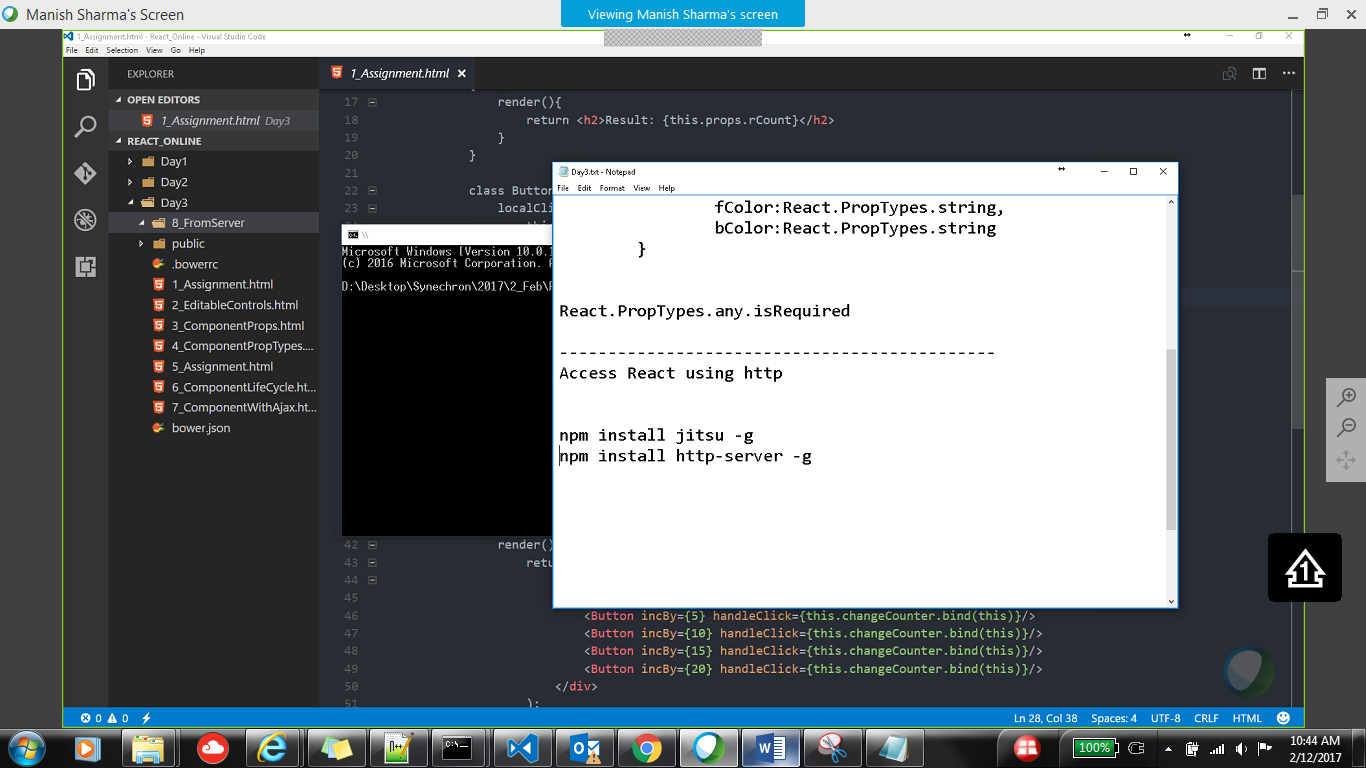 Manish Sharma's Screen
Viewing Manish Sharma's screen
1_Assignment.html - React_Online - Visual Studio Code
File Edit Selection View Go Help
EXPLORER
OPEN EDITORS
1_Assignment.html Day3
REACT_ONLINE
Day1
Day2
Day3
8_FromServer
public
.bowerrc
1_Assignment.html
2_EditableControls.html
3_ComponentProps.html
4_ComponentPropTypes....
5_Assignment.html
6_ComponentLifeCycle.ht...
7_ComponentWithAjax.ht...
bower.json
1_Assignment.html
17 render(){
18 return <h2>Result: {this.props.rCount}</h2>
19 }
20 }
21
22 class Button
23 localCli
Microsoft Windows [Version 10.0.1
(c) 2016 Microsoft Corporation.
D:\Desktop\Synechron\2017\2_Feb\
Day3.txt - Notepad
File Edit Format View Help
fColor:React.PropTypes.string,
bColor:React.PropTypes.string
}
React.PropTypes.any.isRequired
---------------------------------------------
Access React using http
npm install jitsu -g
npm install http-server -g
42 render()
43 retu
44
45
46 <Button incBy={5} handleClick={this.changeCounter.bind(this)}/>
47 <Button incBy={10} handleClick={this.changeCounter.bind(this)}/>
48 <Button incBy={15} handleClick={this.changeCounter.bind(this)}/>
49 <Button incBy={20} handleClick={this.changeCounter.bind(this)}/>
50 </div>
51 );
1
0 0 Ln 28, Col 38 Spaces: 4 UTF-8 CRLF HTML
100%
10:44 AM
2/12/2017